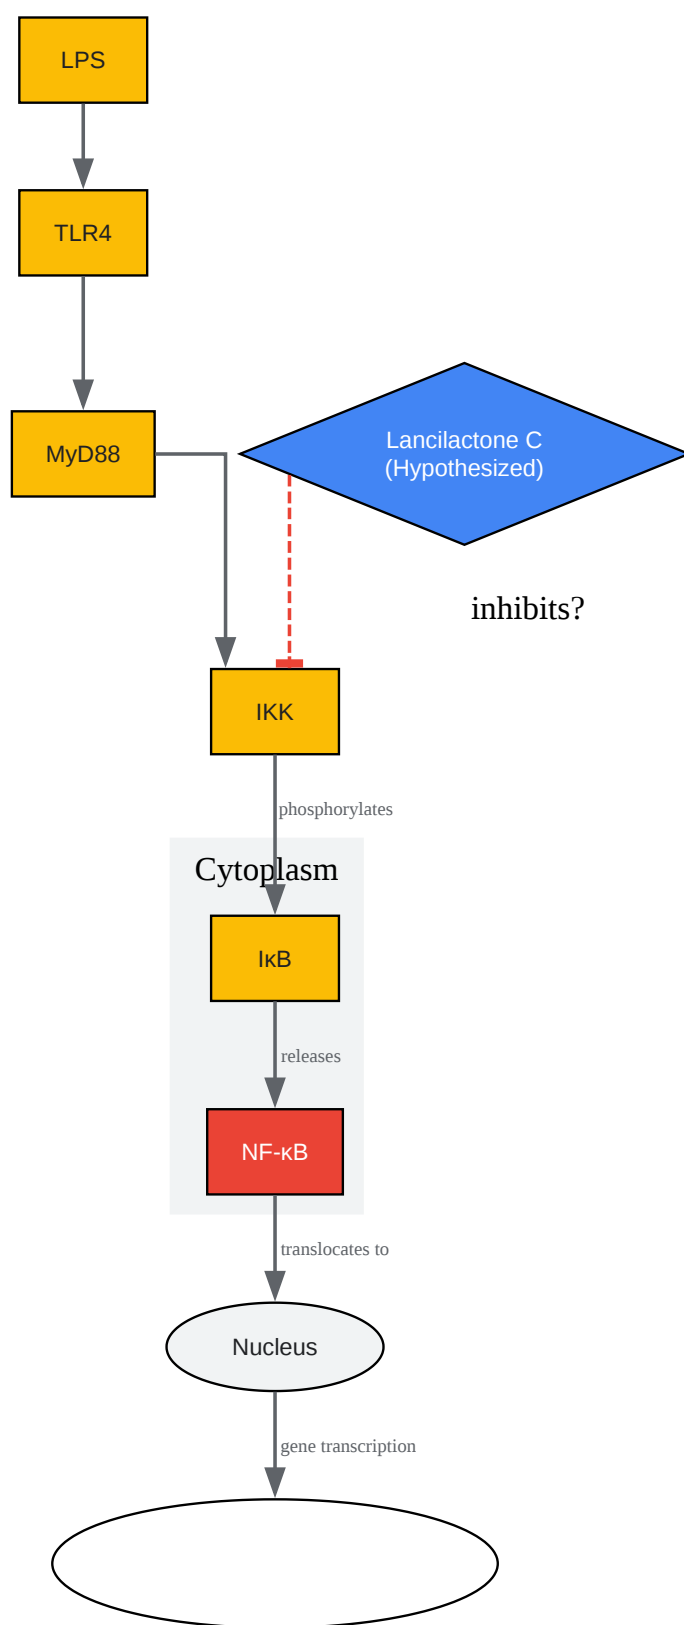 LPS
TLR4
MyD88
Lancilactone C
(Hypothesized)
inhibits?
IKK
phosphorylates
Cytoplasm
IκB
releases
NF-κB
translocates to
Nucleus
gene transcription